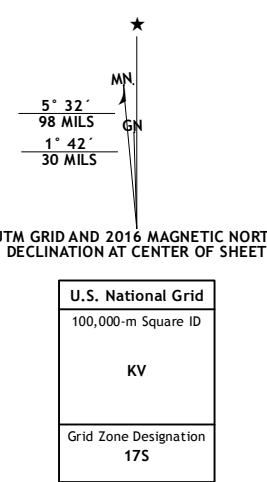 MN
GN
5° 32´
98 MILS
1° 42´
30 MILS
UTM GRID AND 2016 MAGNETIC NORT
DECLINATION AT CENTER OF SHEET
U.S. National Grid
100,000-m Square ID
KV
Grid Zone Designation
17S